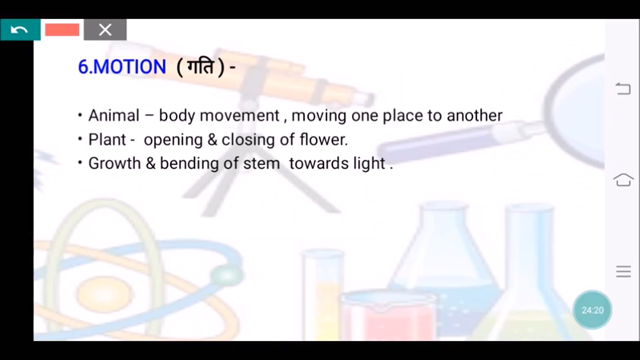 6.MOTION ( गति ) -
• Animal – body movement , moving one place to another
• Plant - opening & closing of flower.
• Growth & bending of stem towards light .
24:20